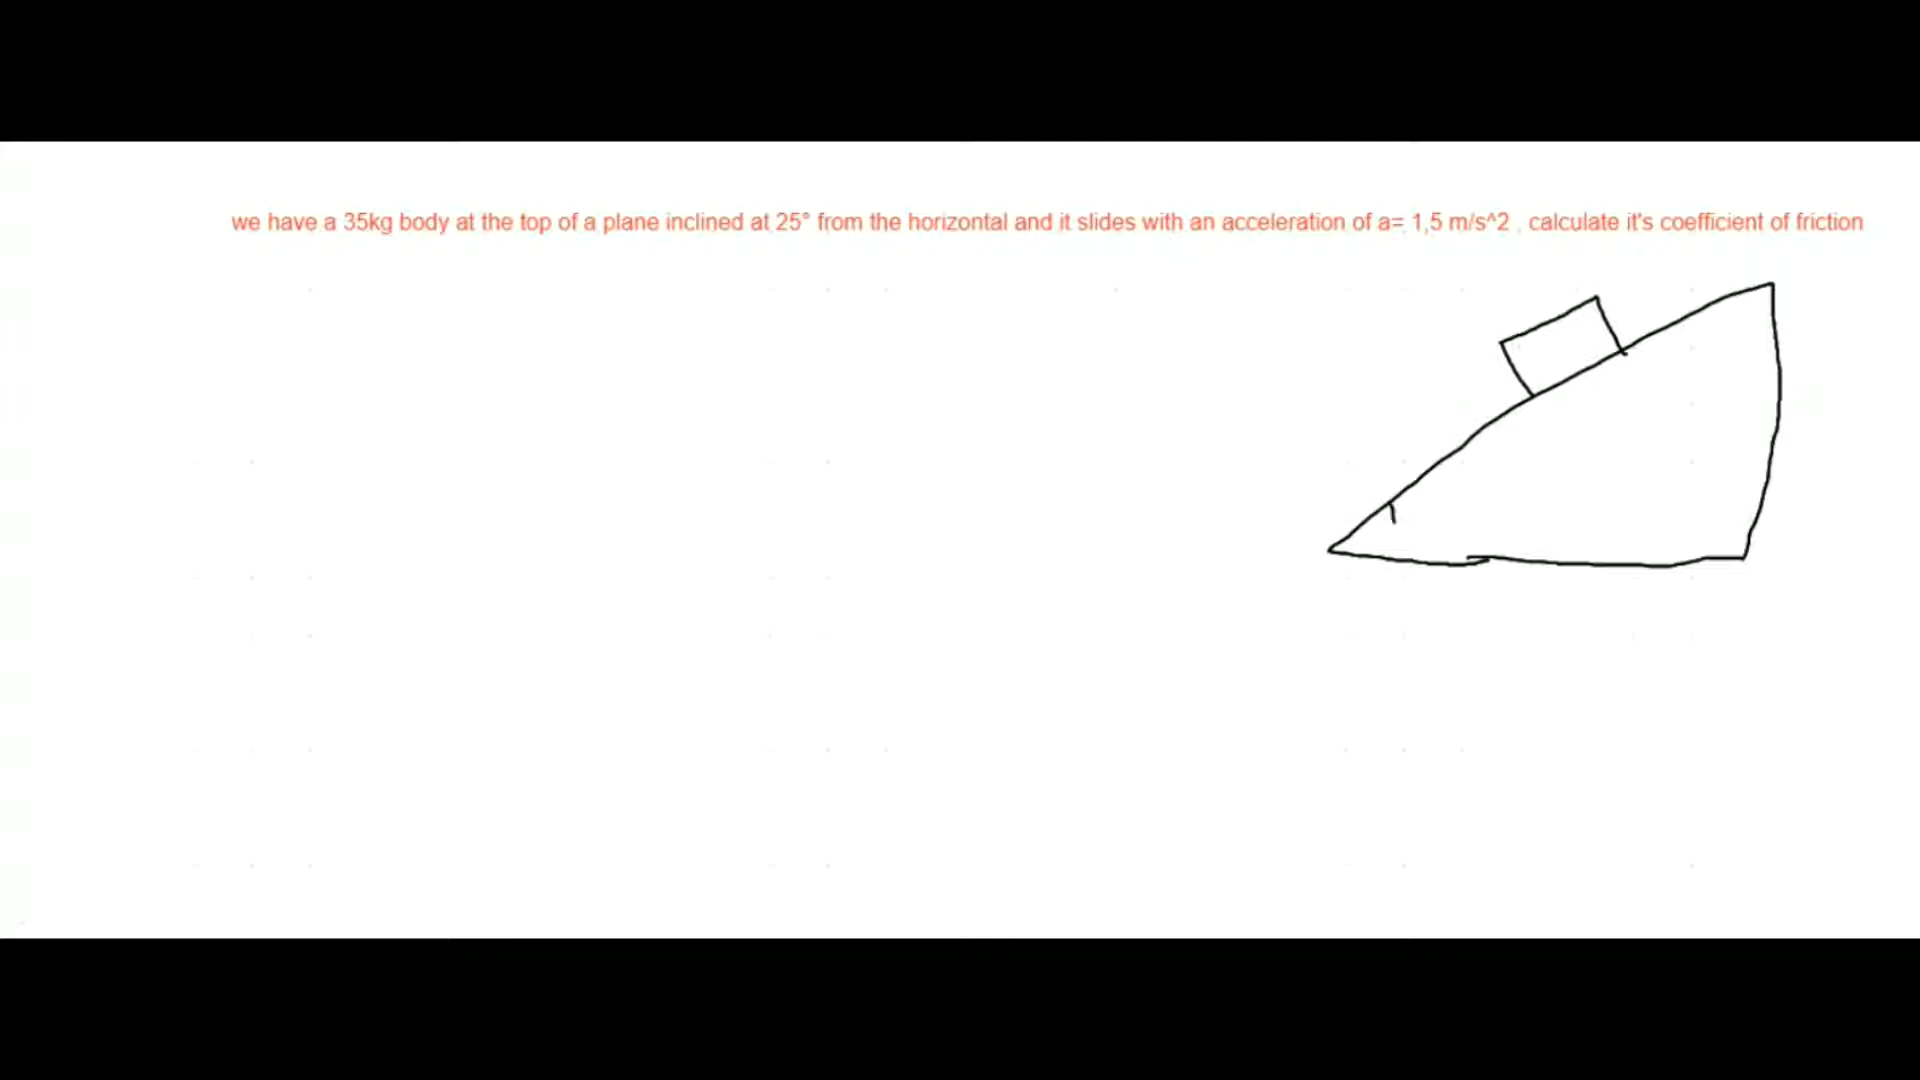 we have a 35kg body at the top of a plane inclined at 25° from the horizontal and it slides with an acceleration of a= 1,5 m/s^2 , calculate it's coefficient of friction